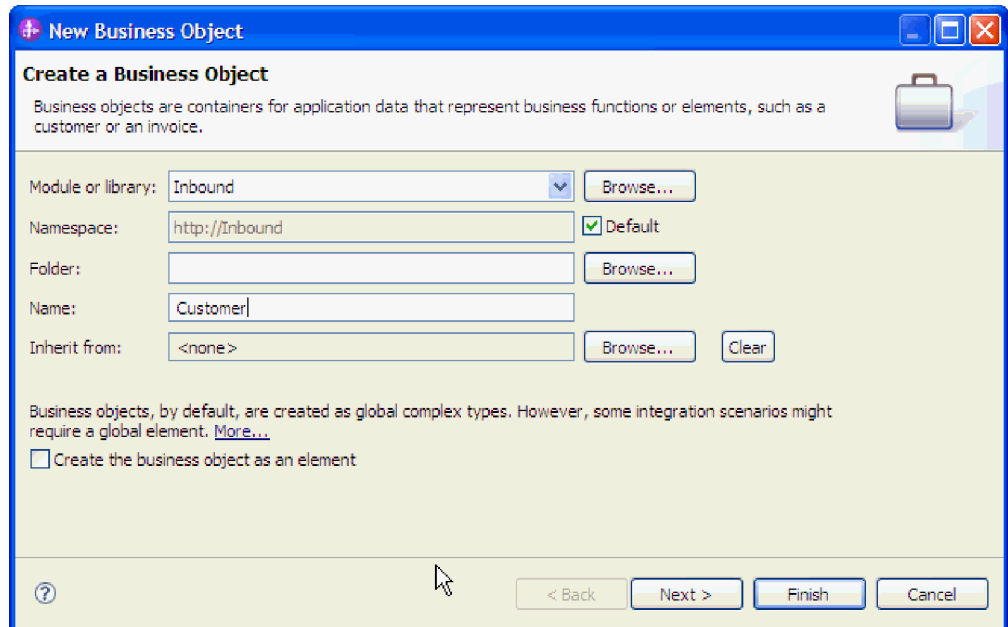 New Business Object
Create a Business Object
Business objects are containers for application data that represent business functions or elements, such as a
customer or an invoice.
Module or library: Inbound Browse...
Namespace: http://Inbound Default
Folder: Browse...
Name: Customer
Inherit from: <none> Browse... Clear
Business objects, by default, are created as global complex types. However, some integration scenarios might
require a global element. More...
Create the business object as an element
? < Back Next > Finish Cancel